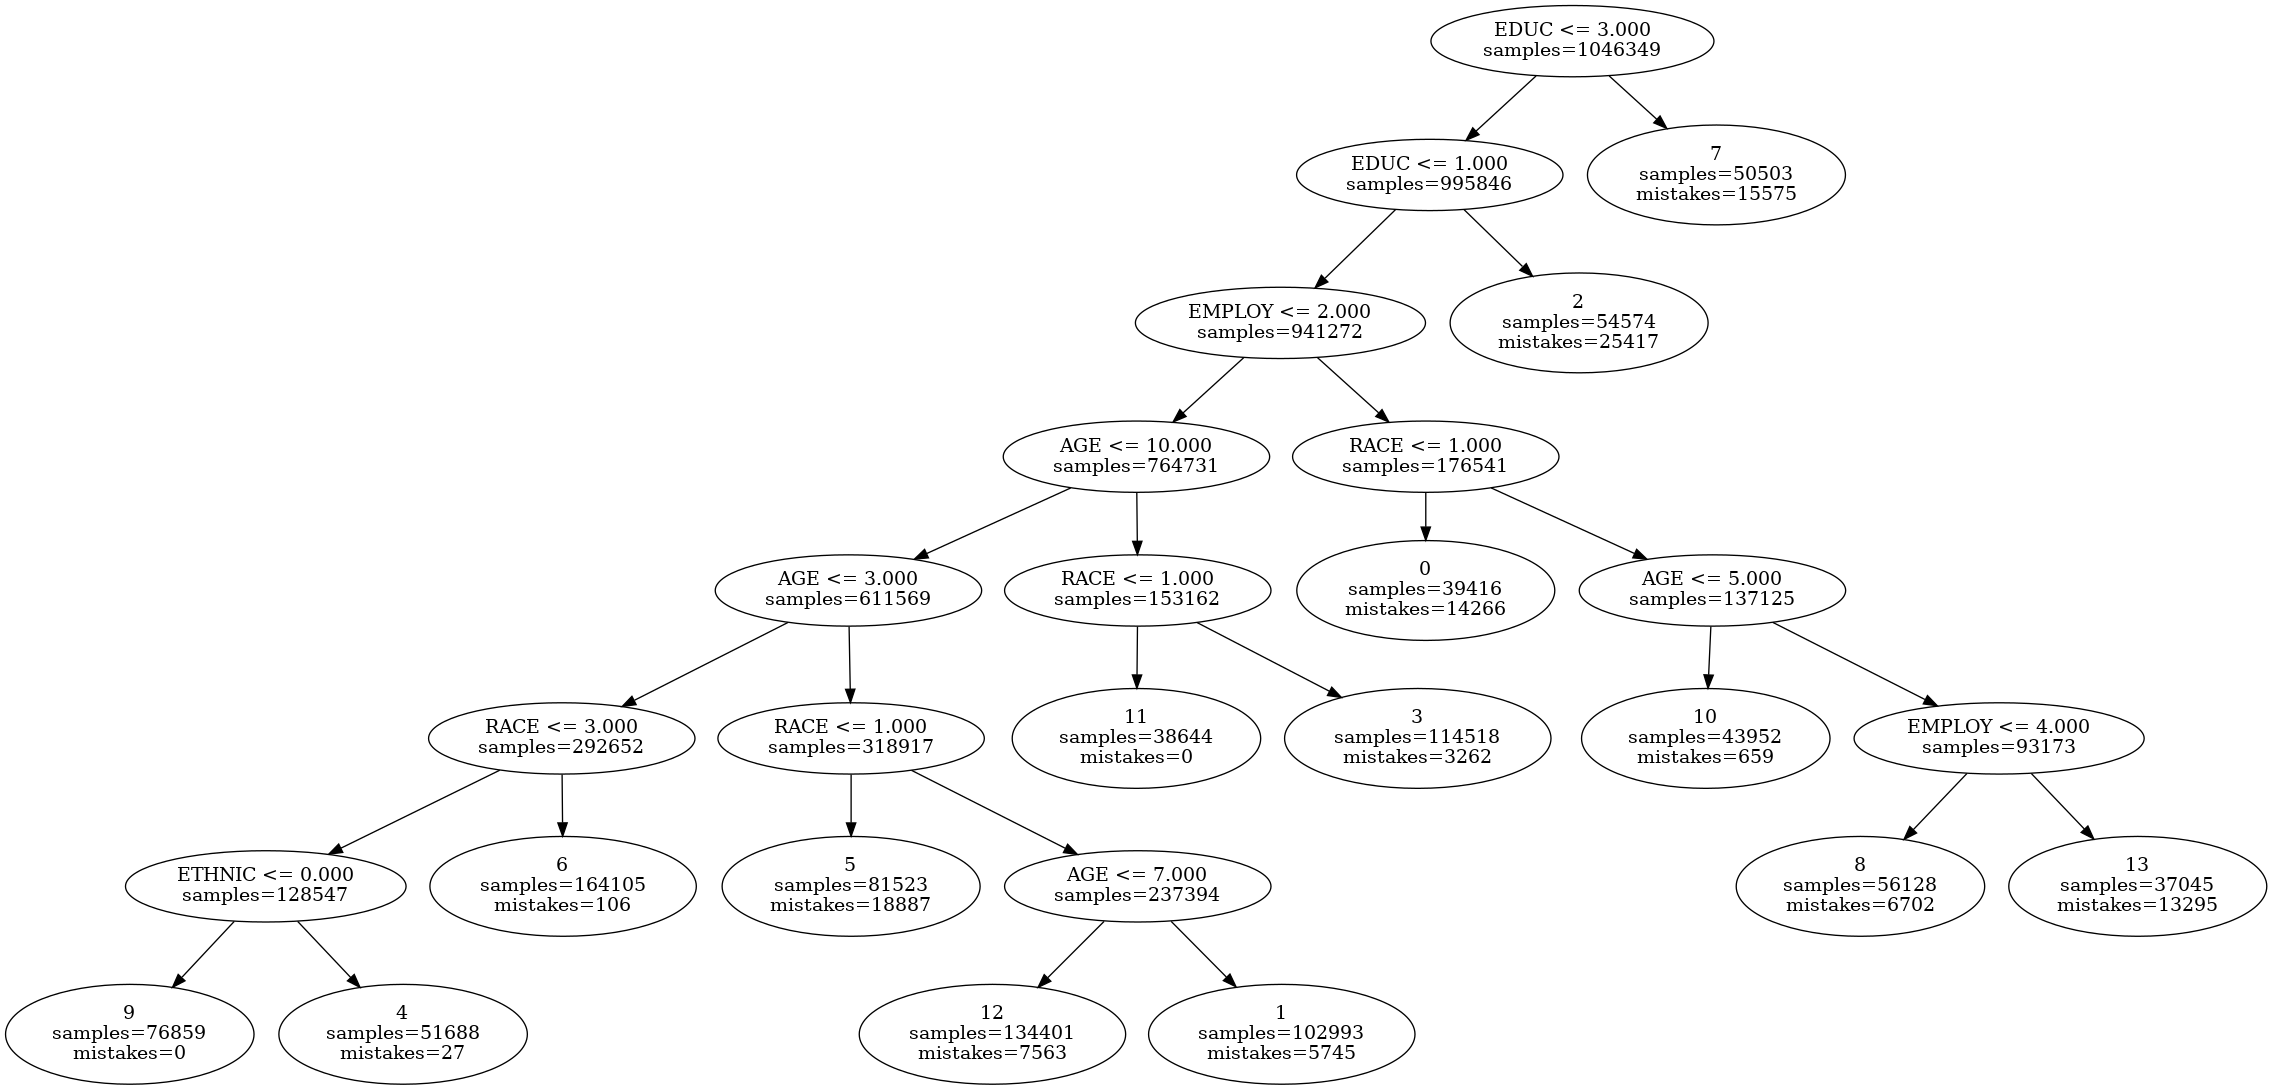 EDUC <= 3.000
samples=1046349
EDUC <= 1.000
samples=995846
7
samples=50503
mistakes=15575
EMPLOY <= 2.000
samples=941272
2
samples=54574
mistakes=25417
AGE <= 10.000
samples=764731
RACE <= 1.000
samples=176541
AGE <= 3.000
samples=611569
RACE <= 1.000
samples=153162
0
samples=39416
mistakes=14266
AGE <= 5.000
samples=137125
RACE <= 3.000
samples=292652
RACE <= 1.000
samples=318917
11
samples=38644
mistakes=0
3
samples=114518
mistakes=3262
10
samples=43952
mistakes=659
EMPLOY <= 4.000
samples=93173
ETHNIC <= 0.000
samples=128547
6
samples=164105
mistakes=106
5
samples=81523
mistakes=18887
AGE <= 7.000
samples=237394
8
samples=56128
mistakes=6702
13
samples=37045
mistakes=13295
9
samples=76859
mistakes=0
4
samples=51688
mistakes=27
12
samples=134401
mistakes=7563
1
samples=102993
mistakes=5745